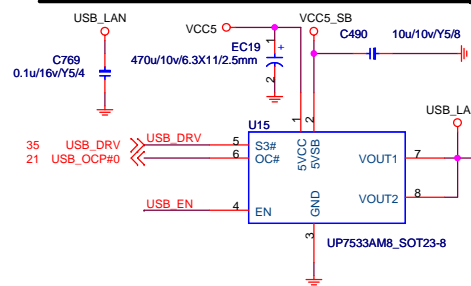 USB_LAN
VCC5
VCC5_SB
C490
10u/10v/Y5/8
1
EC19
+
470u/10v/6.3X11/2.5mm
2
C769
0.1u/16v/Y5/4
USB_LA
1
2
U15
35
USB_DRV
USB_DRV
5
S3#
5VCC
5VSB
VOUT1
7
21
USB_OCP#0
6
OC#
USB_EN
4
EN
GND
VOUT2
8
3
UP7533AM8_SOT23-8